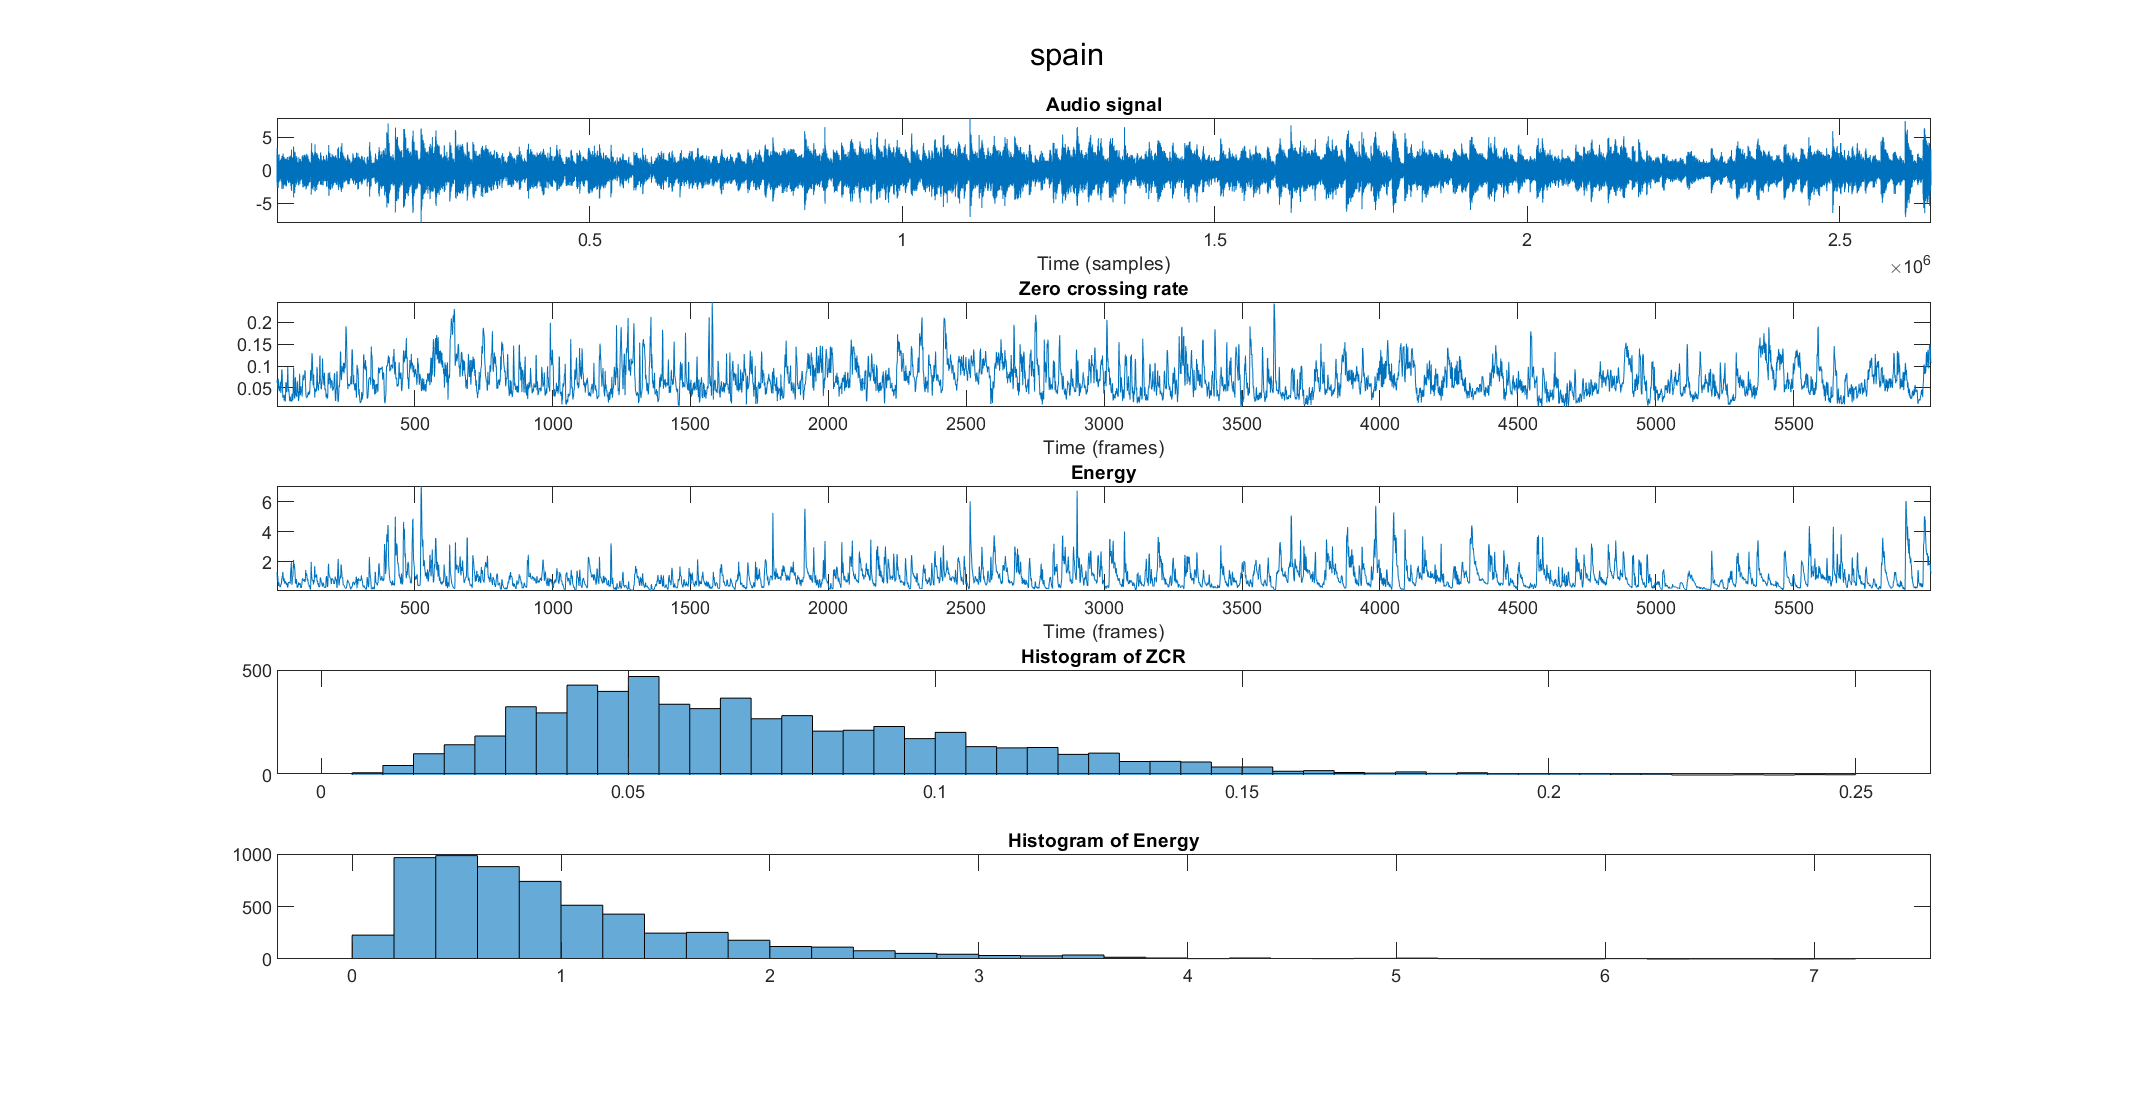 spain
Audio signal
5
0
-5
0.5 1 1.5 2 2.5
Time (samples)
×10^6
Zero crossing rate
0.2
0.15
0.1
0.05
500 1000 1500 2000 2500 3000 3500 4000 4500 5000 5500
Time (frames)
Energy
6
4
2
500 1000 1500 2000 2500 3000 3500 4000 4500 5000 5500
Time (frames)
Histogram of ZCR
500
0
0 0.05 0.1 0.15 0.2 0.25
Histogram of Energy
1000
500
0
0 1 2 3 4 5 6 7